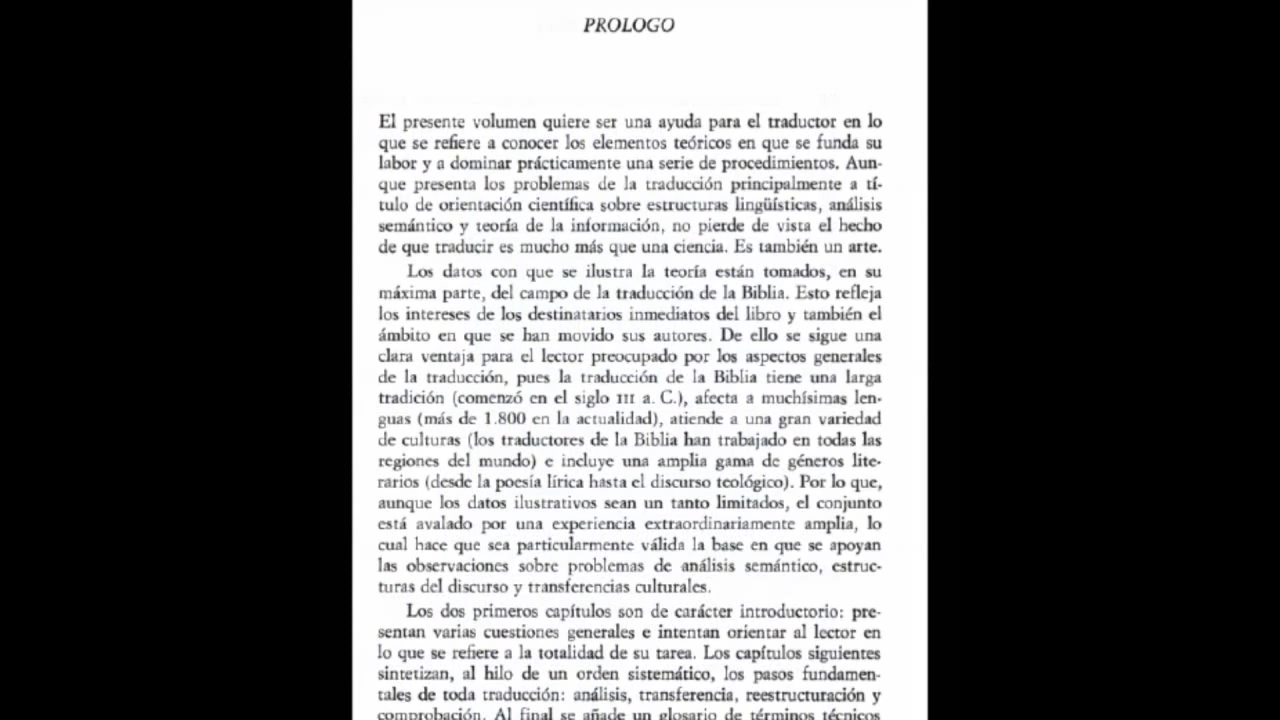 PROLOGO
El presente volumen quiere ser una ayuda para el traductor en lo
que se refiere a conocer los elementos teóricos en que se funda su
labor y a dominar prácticamente una serie de procedimientos. Aun-
que presenta los problemas de la traducción principalmente a tí-
tulo de orientación científica sobre estructuras lingüísticas, análisis
semántico y teoría de la información, no pierde de vista el hecho
de que traducir es mucho más que una ciencia. Es también un arte.
Los datos con que se ilustra la teoría están tomados, en su
máxima parte, del campo de la traducción de la Biblia. Esto refleja
los intereses de los destinatarios inmediatos del libro y también el
ámbito en que se han movido sus autores. De ello se sigue una
clara ventaja para el lector preocupado por los aspectos generales
de la traducción, pues la traducción de la Biblia tiene una larga
tradición (comenzó en el siglo III a. C.), afecta a muchísimas len-
guas (más de 1.800 en la actualidad), atiende a una gran variedad
de culturas (los traductores de la Biblia han trabajado en todas las
regiones del mundo) e incluye una amplia gama de géneros lite-
rarios (desde la poesía lírica hasta el discurso teológico). Por lo que,
aunque los datos ilustrativos sean un tanto limitados, el conjunto
está avalado por una experiencia extraordinariamente amplia, lo
cual hace que sea particularmente válida la base en que se apoyan
las observaciones sobre problemas de análisis semántico, estruc-
turas del discurso y transferencias culturales.
Los dos primeros capítulos son de carácter introductorio: pre-
sentan varias cuestiones generales e intentan orientar al lector en
lo que se refiere a la totalidad de su tarea. Los capítulos siguientes
sintetizan, al hilo de un orden sistemático, los pasos fundamen-
tales de toda traducción: análisis, transferencia, reestructuración y
comprobación. Al final se añade un glosario de términos técnicos